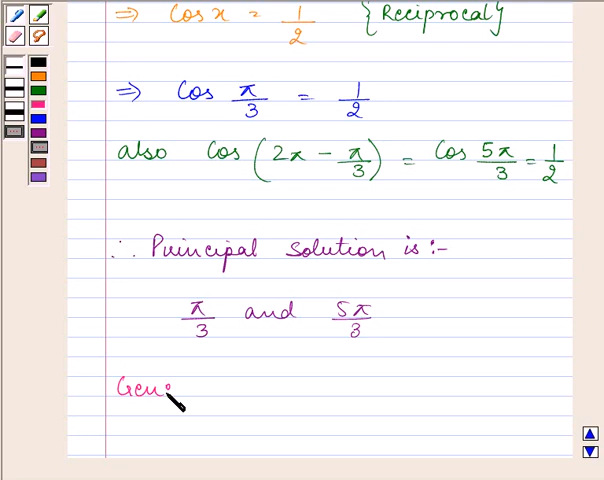 ⇒ Cos x = 1/2 {Reciprocal}
⇒ Cos π/3 = 1/2
also Cos (2π − π/3) = Cos 5π/3 = 1/2
∴ Principal solution is :-
π/3 and 5π/3
Gen